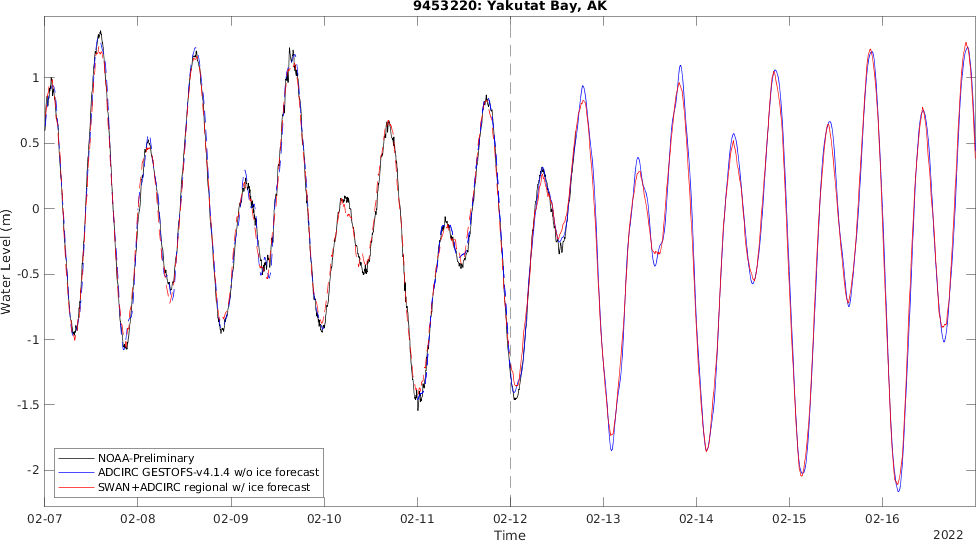 9453220: Yakutat Bay, AK
Water Level (m)
1
0.5
0
-0.5
-1
-1.5
-2
NOAA-Preliminary
ADCIRC GESTOFS-v4.1.4 w/o ice forecast
SWAN+ADCIRC regional w/ ice forecast
02-07 02-08 02-09 02-10 02-11 02-12 02-13 02-14 02-15 02-16
Time
2022